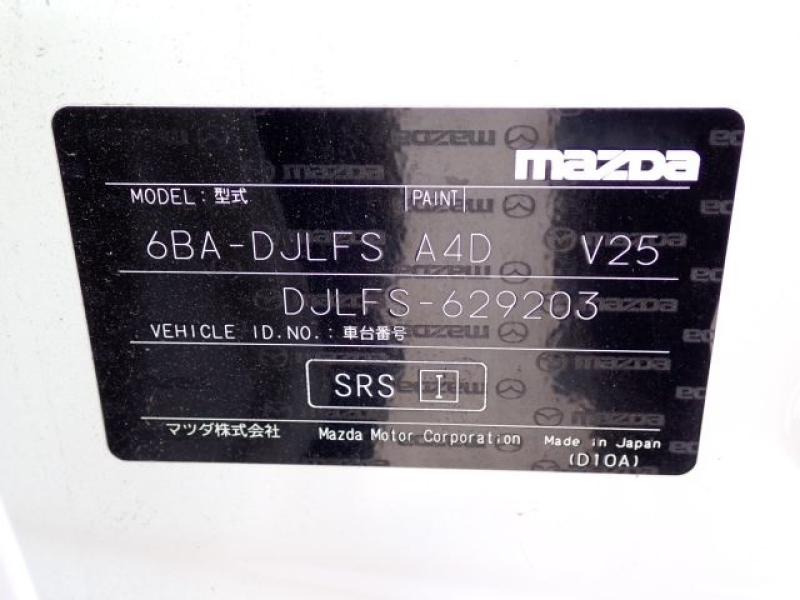 mazda
MODEL : 型式 PAINT
6BA-DJLFS A4D V25
DJLFS-629203
VEHICLE ID.NO. : 車台番号
SRS I
マツダ株式会社 Mazda Motor Corporation Made in Japan
(D10A)